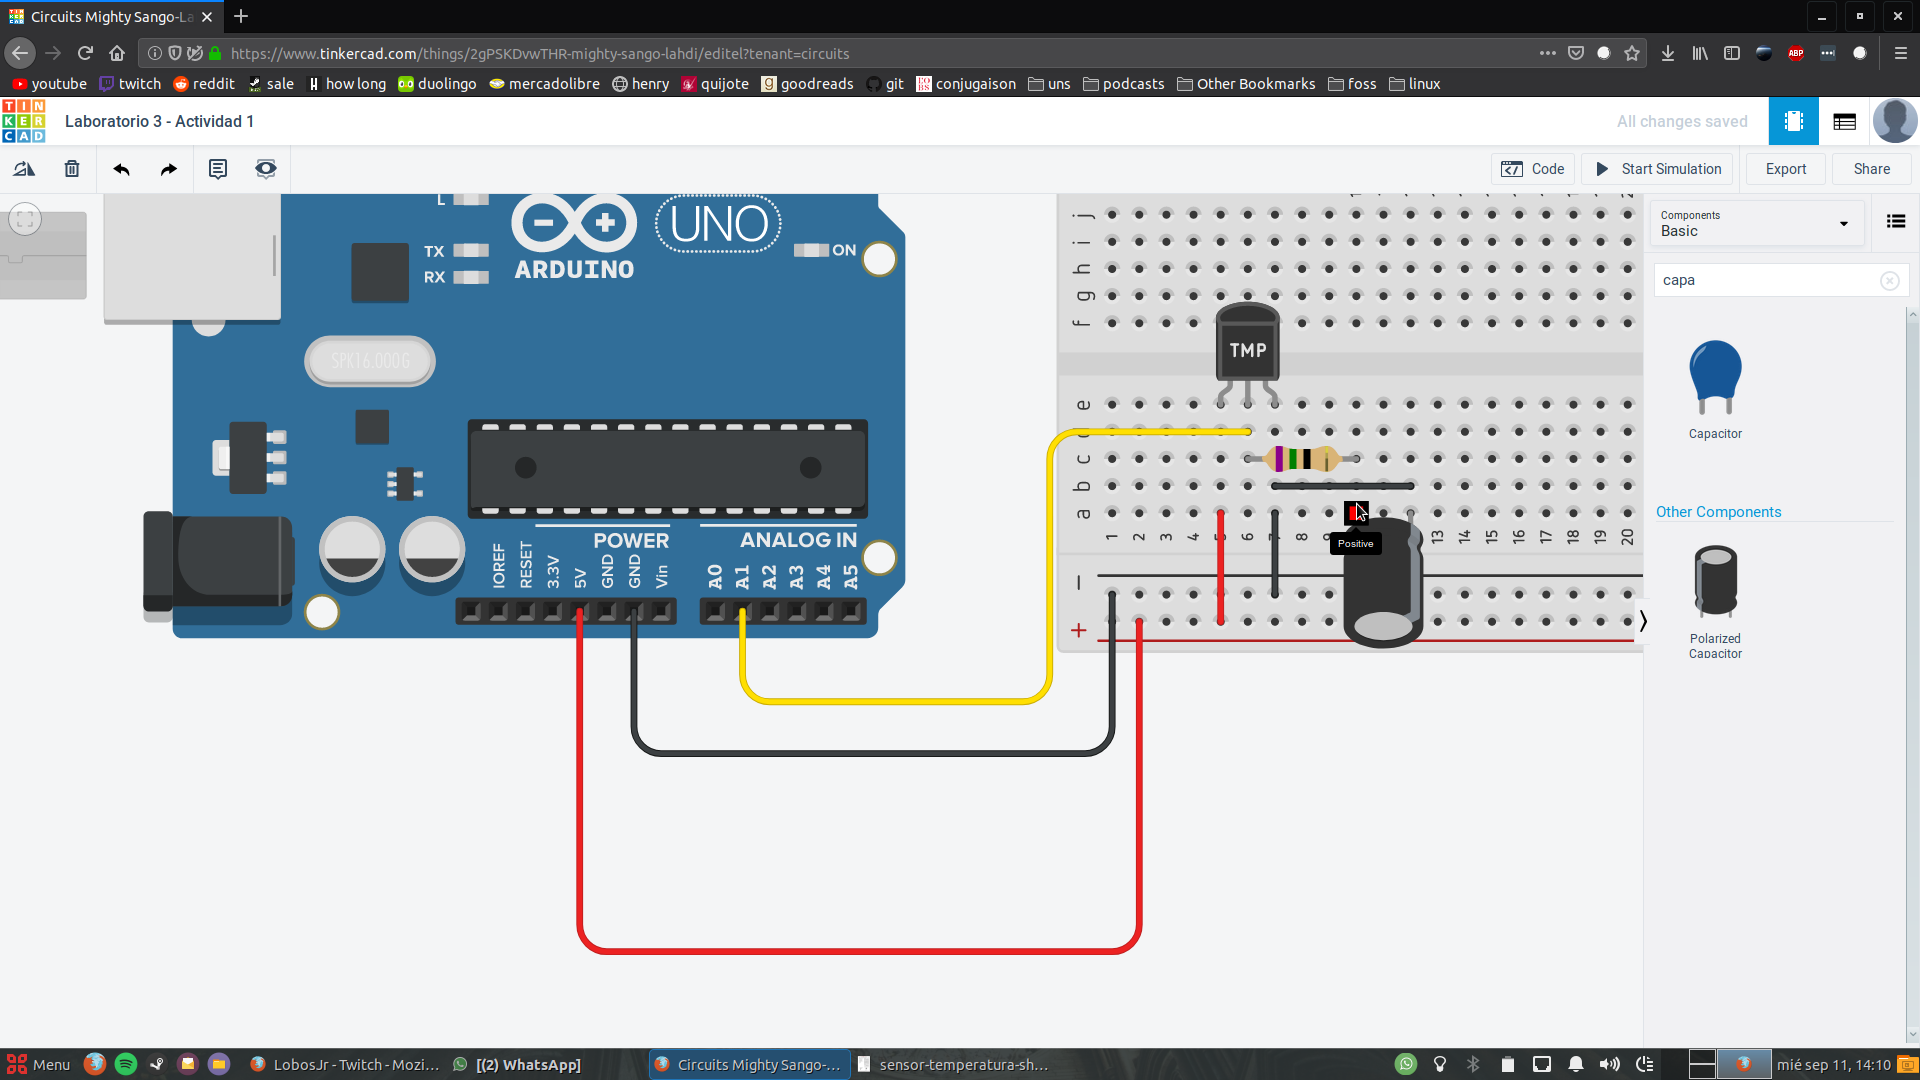 Circuits Mighty Sango-La
https://www.tinkercad.com/things/2gPSKDvwTHR-mighty-sango-lahdi/editel?tenant=circuits
ABP
youtube twitch reddit sale how long duolingo mercadolibre henry quijote goodreads git conjugaison uns podcasts Other Bookmarks foss linux
TIN
KER
CAD
Laboratorio 3 - Actividad 1
All changes saved
Code
Start Simulation
Export
Share
Components
Basic
capa
Capacitor
Other Components
Polarized
Capacitor
L
TX
RX
UNO
ARDUINO
ON
SPK16.000G
POWER
ANALOG IN
IOREF
RESET
3.3V
5V
GND
GND
Vin
A0
A1
A2
A3
A4
A5
j
i
h
g
f
TMP
e
c
b
a
1 2 3 4 6 8 13 14 15 16 17 18 19 20
Positive
−
+
Menu
LobosJr - Twitch - Mozi...
[(2) WhatsApp]
Circuits Mighty Sango-...
sensor-temperatura-sh...
mié sep 11, 14:10